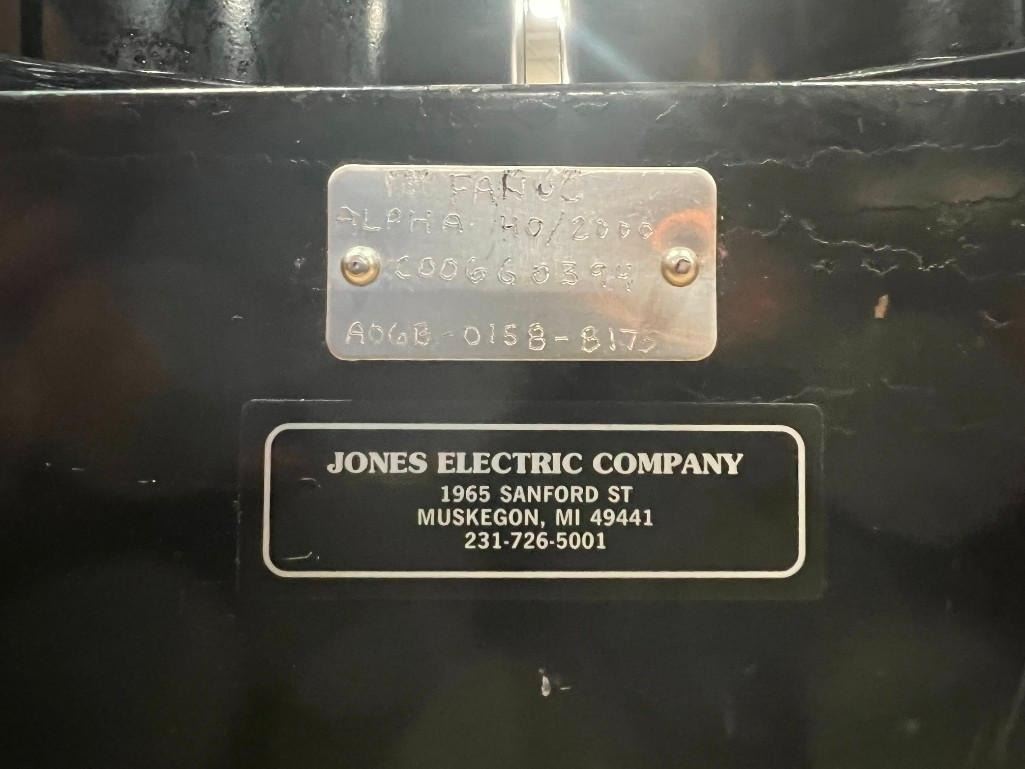 FANUC
ALPHA 40/2000
C00660394
A06B-0158-B175
JONES ELECTRIC COMPANY
1965 SANFORD ST
MUSKEGON, MI 49441
231-726-5001